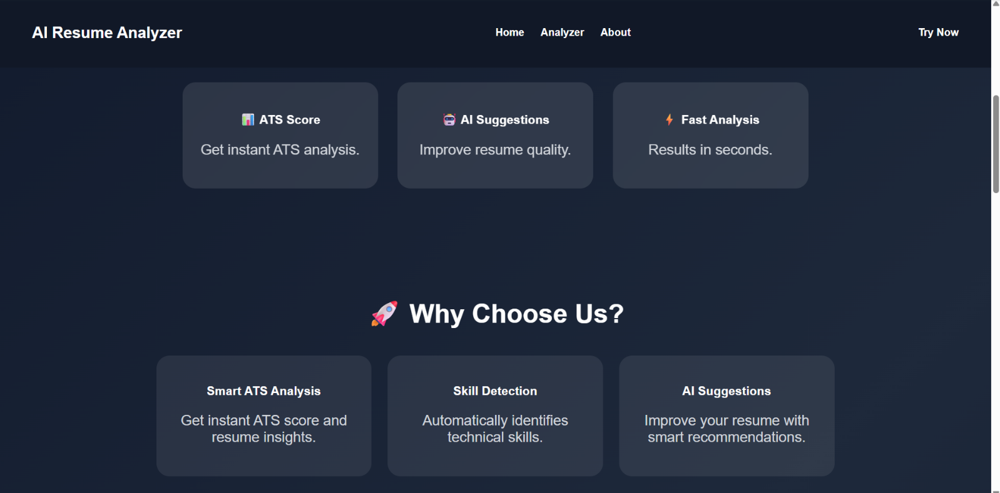 AI Resume Analyzer
Home
Analyzer
About
Try Now
📊 ATS Score
Get instant ATS analysis.
🤖 AI Suggestions
Improve resume quality.
⚡ Fast Analysis
Results in seconds.
🚀 Why Choose Us?
Smart ATS Analysis
Get instant ATS score and
resume insights.
Skill Detection
Automatically identifies
technical skills.
AI Suggestions
Improve your resume with
smart recommendations.